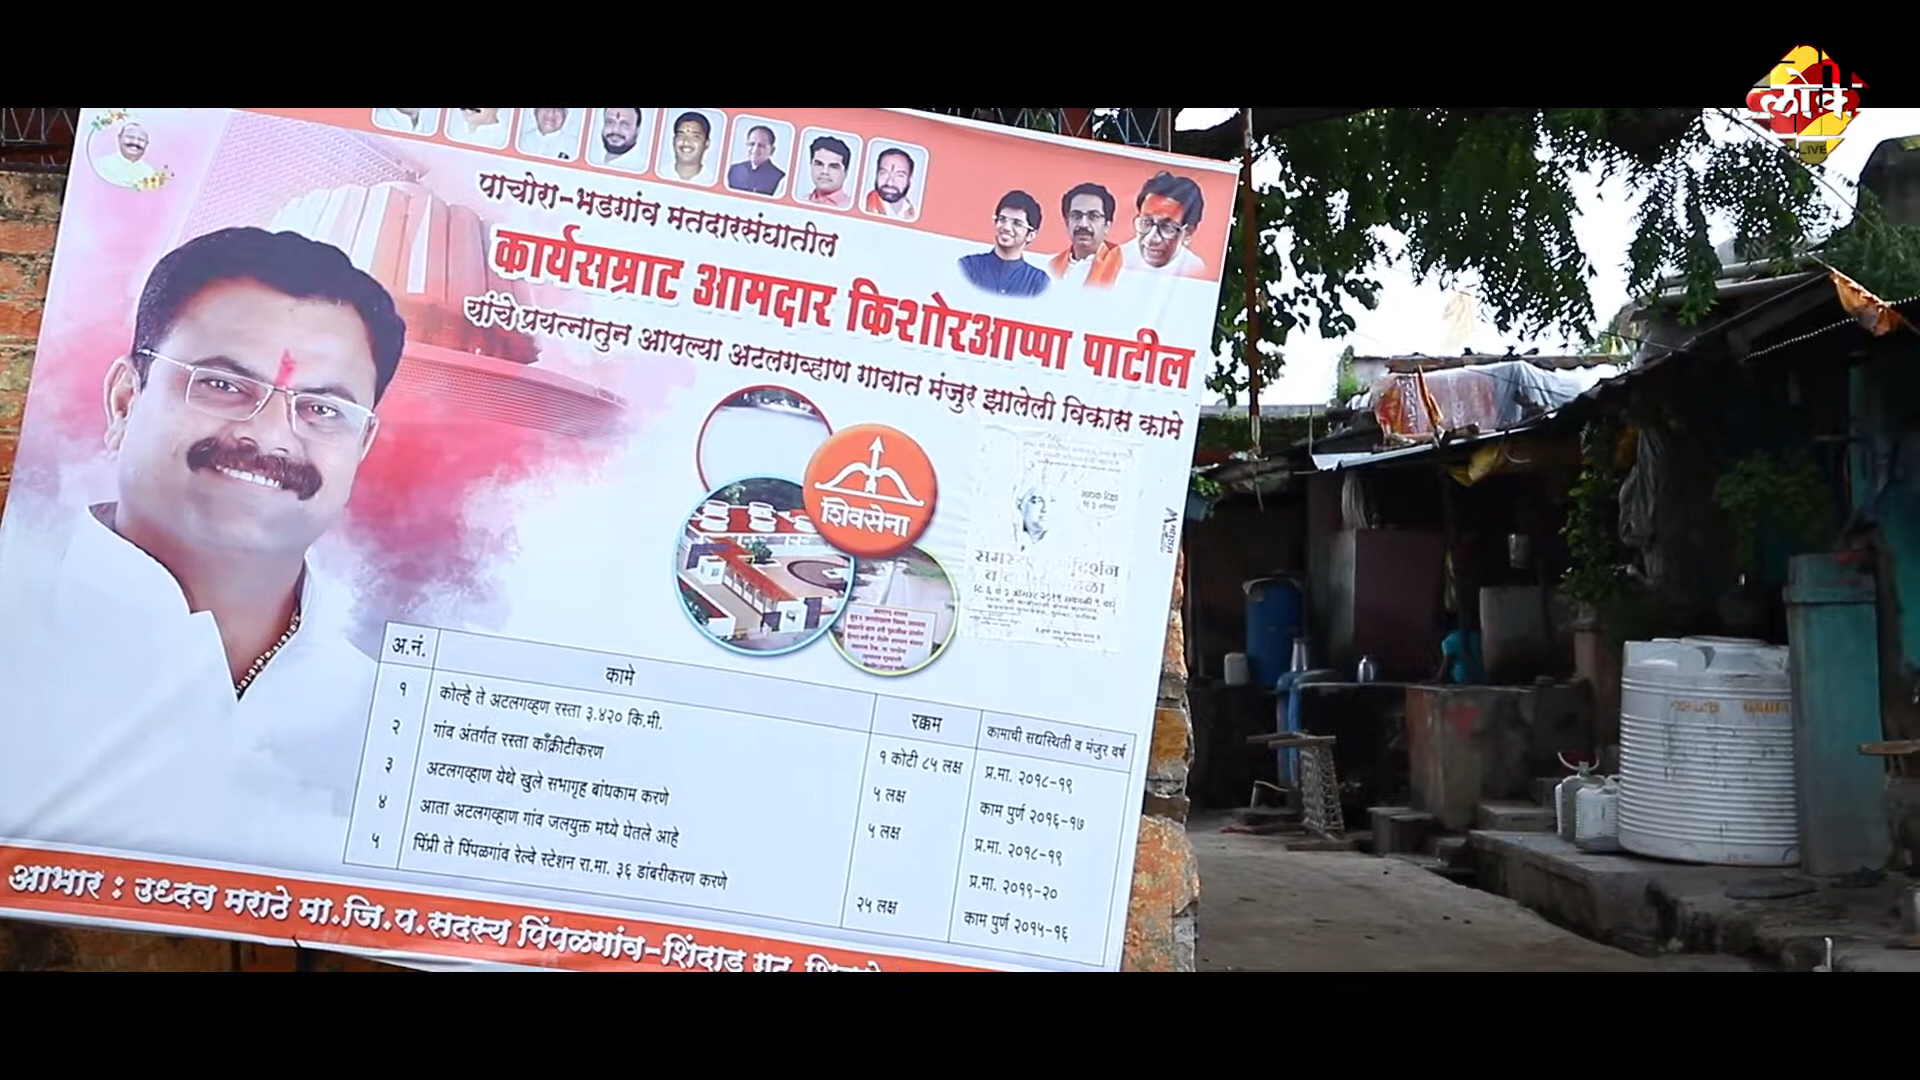 लोक
LIVE
पाचोरा-भडगांव मतदारसंघातील
कार्यसम्राट आमदार किशोरआप्पा पाटील
यांचे प्रयत्नातुन आपल्या अटलगव्हाण गावात मंजुर झालेली विकास कामे
शिवसेना
अ.नं. कामे रक्कम कामाची सद्यस्थिती व मंजुर वर्ष
१ कोल्हे ते अटलगव्हण रस्ता ३.४२० कि.मी. १ कोटी ८५ लक्ष प्र.मा. २०१८-१९
२ गांव अंतर्गत रस्ता काँक्रीटीकरण ५ लक्ष काम पुर्ण २०१६-१७
३ अटलगव्हाण येथे खुले सभागृह बांधकाम करणे ५ लक्ष प्र.मा. २०१८-१९
४ आता अटलगव्हाण गांव जलयुक्त मध्ये घेतले आहे प्र.मा. २०१९-२०
५ पिंप्री ते पिंपळगांव रेल्वे स्टेशन रा.मा. ३६ डांबरीकरण करणे २५ लक्ष काम पुर्ण २०१५-१६
आभार : उध्दव मराठे मा.जि.प.सदस्य पिंपळगांव-शिंदाड गट